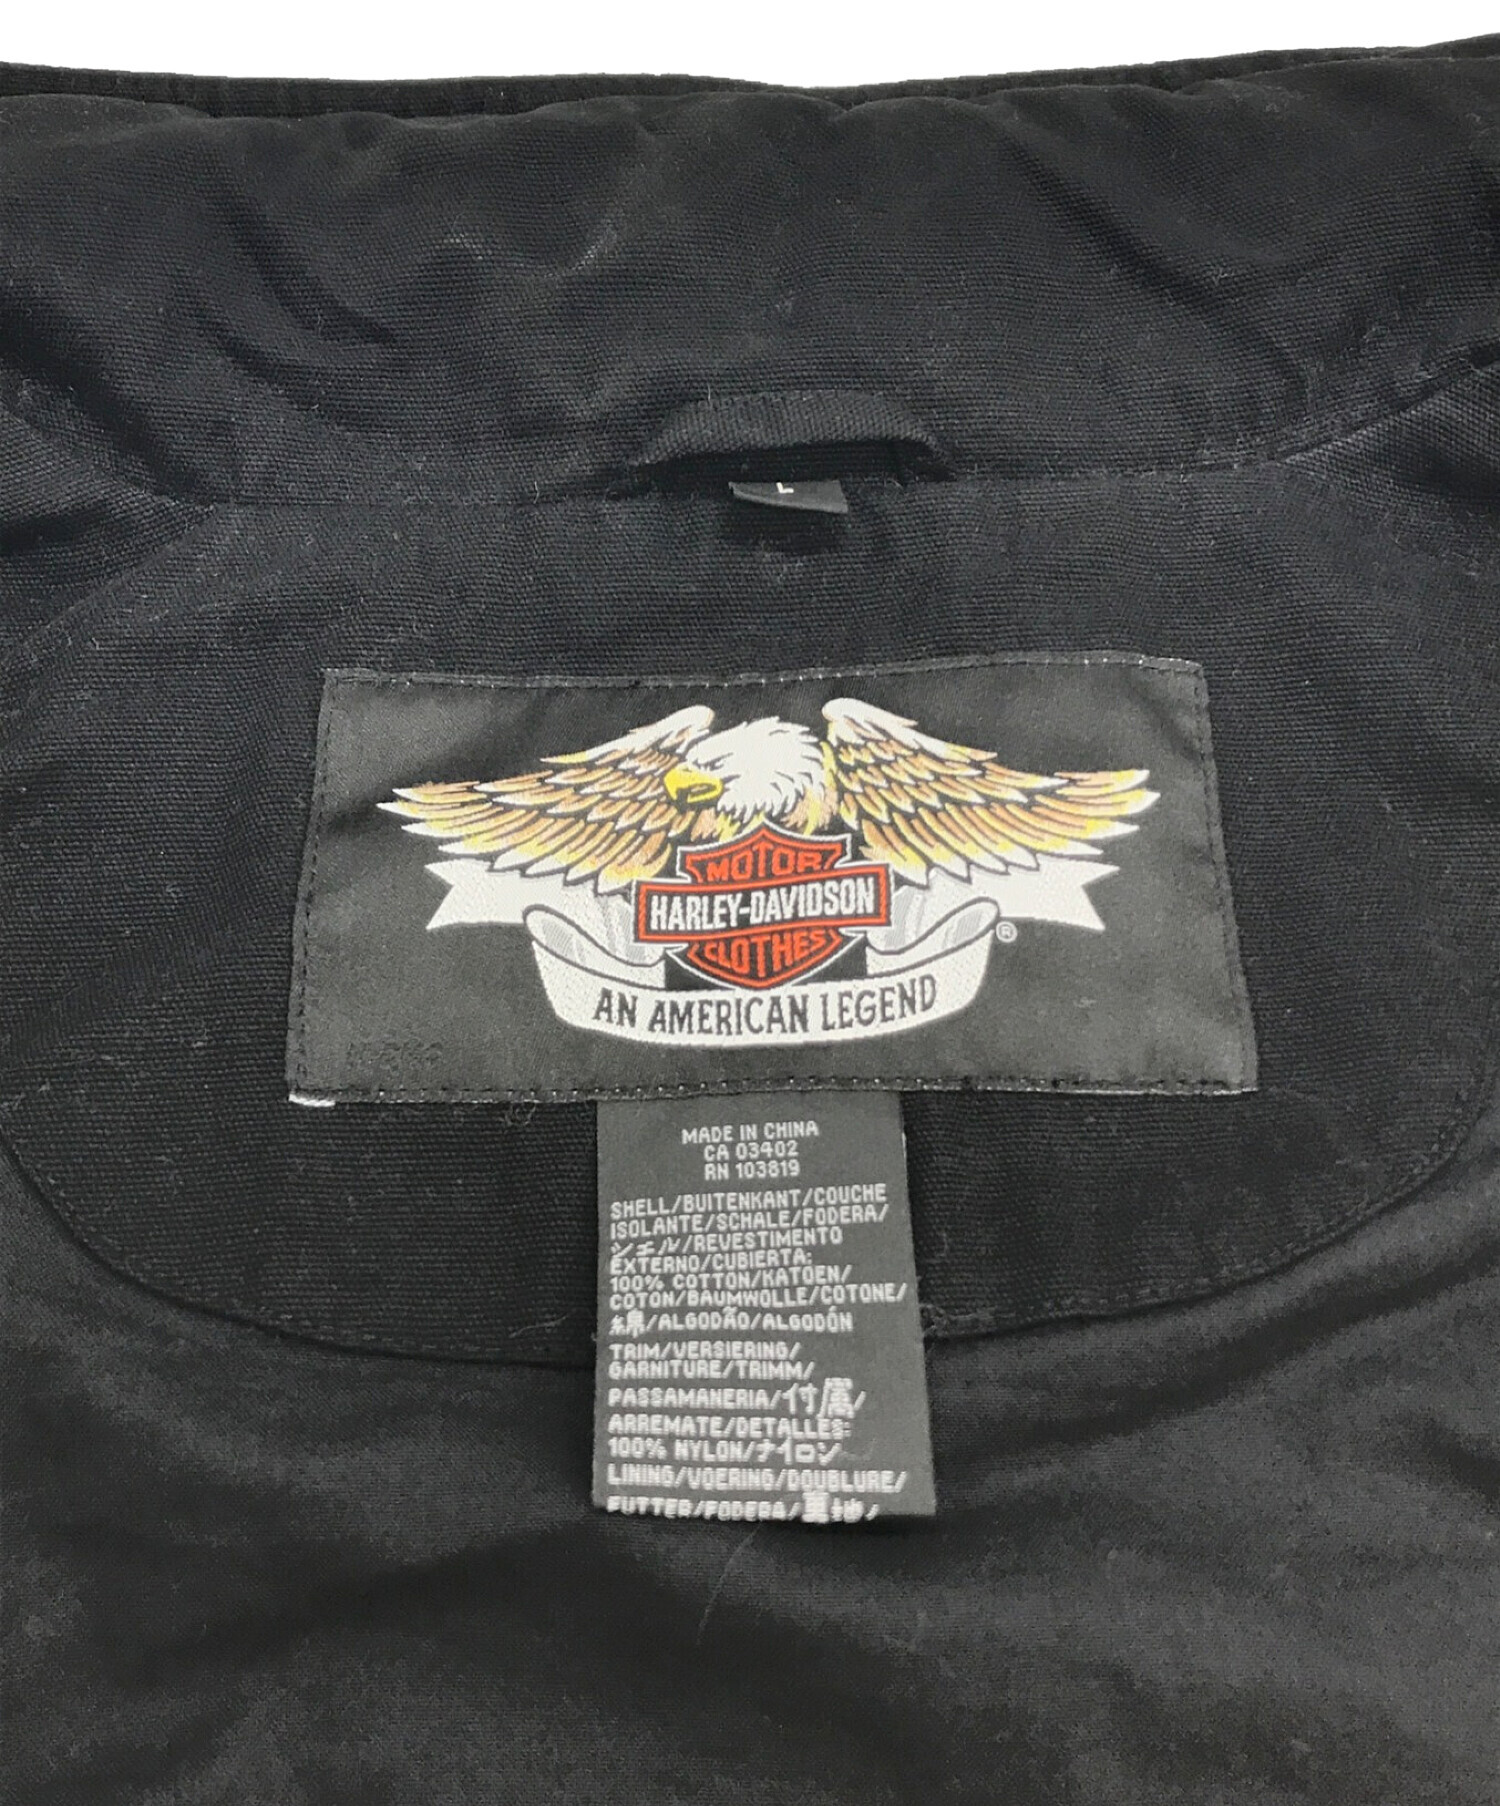 L
MOTOR
HARLEY-DAVIDSON
CLOTHES
®
AN AMERICAN LEGEND
MADE IN CHINA
CA 03402
RN 103819
SHELL/BUITENKANT/COUCHE
ISOLANTE/SCHALE/FODERA/
シェル/REVESTIMENTO
EXTERNO/CUBIERTA:
100% COTTON/KATOEN/
COTON/BAUMWOLLE/COTONE/
綿/ALGODÃO/ALGODÓN
TRIM/VERSIERING/
GARNITURE/TRIMM/
PASSAMANERIA/付属/
ARREMATE/DETALLES:
100% NYLON/ナイロン
LINING/VOERING/DOUBLURE/
FUTTER/FODERA/裏地/